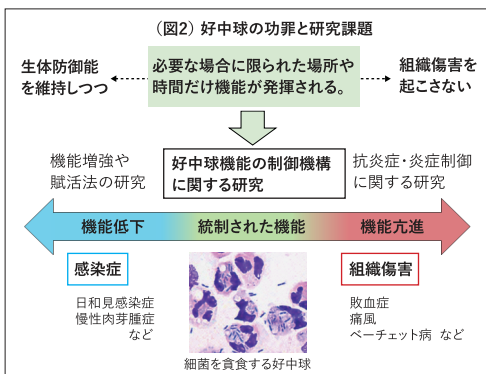 （図2）好中球の功罪と研究課題
生体防御能
を維持しつつ
必要な場合に限られた場所や
時間だけ機能が発揮される。
組織傷害を
起こさない
機能増強や
賦活法の研究
好中球機能の制御機構
に関する研究
抗炎症・炎症制御
に関する研究
機能低下
統制された機能
機能亢進
感染症
日和見感染症
慢性肉芽腫症
など
組織傷害
敗血症
痛風
ベーチェット病 など
細菌を貪食する好中球